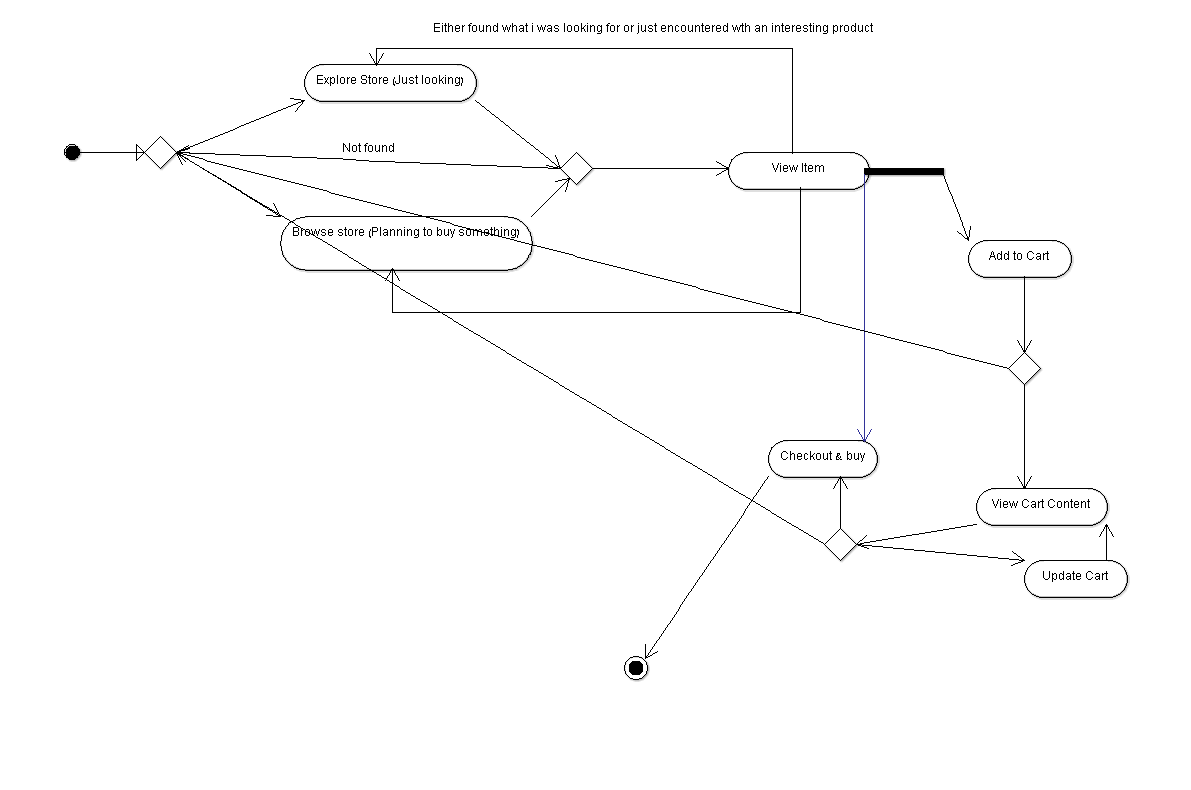 Either found what i was looking for or just encountered wth an interesting product
Explore Store (Just looking)
Not found
View Item
Browse store (Planning to buy something)
Add to Cart
Checkout & buy
View Cart Content
Update Cart